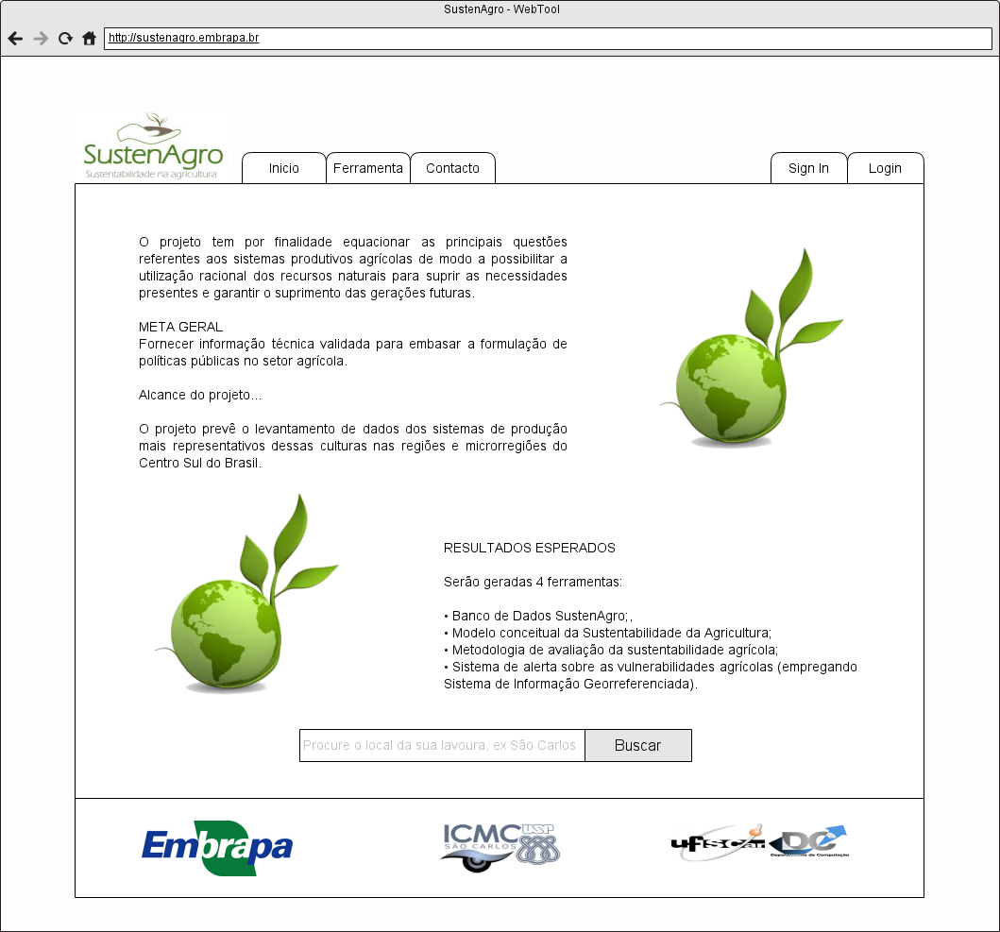 SustenAgro - WebTool
http://sustenagro.embrapa.br
SustenAgro
Sustentabilidade na agricultura
Inicio
Ferramenta
Contacto
Sign In
Login
O projeto tem por finalidade equacionar as principais questões
referentes aos sistemas produtivos agrícolas de modo a possibilitar a
utilização racional dos recursos naturais para suprir as necessidades
presentes e garantir o suprimento das gerações futuras.
META GERAL
Fornecer informação técnica validada para embasar a formulação de
políticas públicas no setor agrícola.
Alcance do projeto...
O projeto prevê o levantamento de dados dos sistemas de produção
mais representativos dessas culturas nas regiões e microrregiões do
Centro Sul do Brasil.
RESULTADOS ESPERADOS
Serão geradas 4 ferramentas:
• Banco de Dados SustenAgro;,
• Modelo conceitual da Sustentabilidade da Agricultura;
• Metodologia de avaliação da sustentabilidade agrícola;
• Sistema de alerta sobre as vulnerabilidades agrícolas (empregando
Sistema de Informação Georreferenciada).
Procure o local da sua lavoura, ex São Carlos
Buscar
Embrapa
ICMC USP
SÃO CARLOS
ufscar
DC
Departamento de Computação